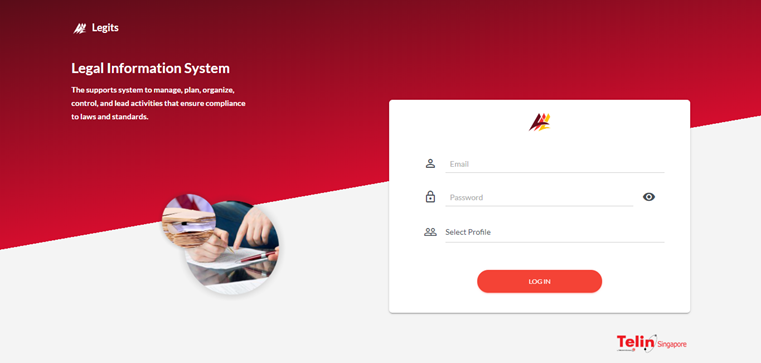 Legits
Legal Information System
The supports system to manage, plan, organize,
control, and lead activities that ensure compliance
to laws and standards.
Email
Password
Select Profile
LOG IN
Telin Singapore